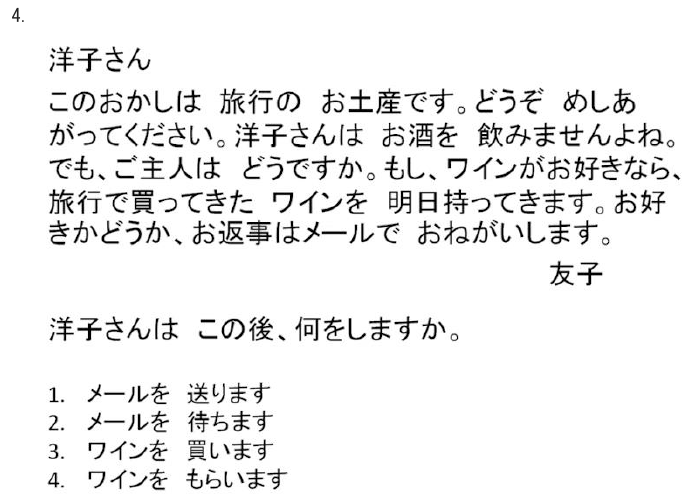 4.
洋子さん
このおかしは 旅行の お土産です。どうぞ めしあ
がってください。洋子さんは お酒を 飲みませんよね。
でも、ご主人は どうですか。もし、ワインがお好きなら、
旅行で買ってきた ワインを 明日持ってきます。お好
きかどうか、お返事はメールで おねがいします。
友子
洋子さんは この後、何をしますか。
1. メールを 送ります
2. メールを 待ちます
3. ワインを 買います
4. ワインを もらいます